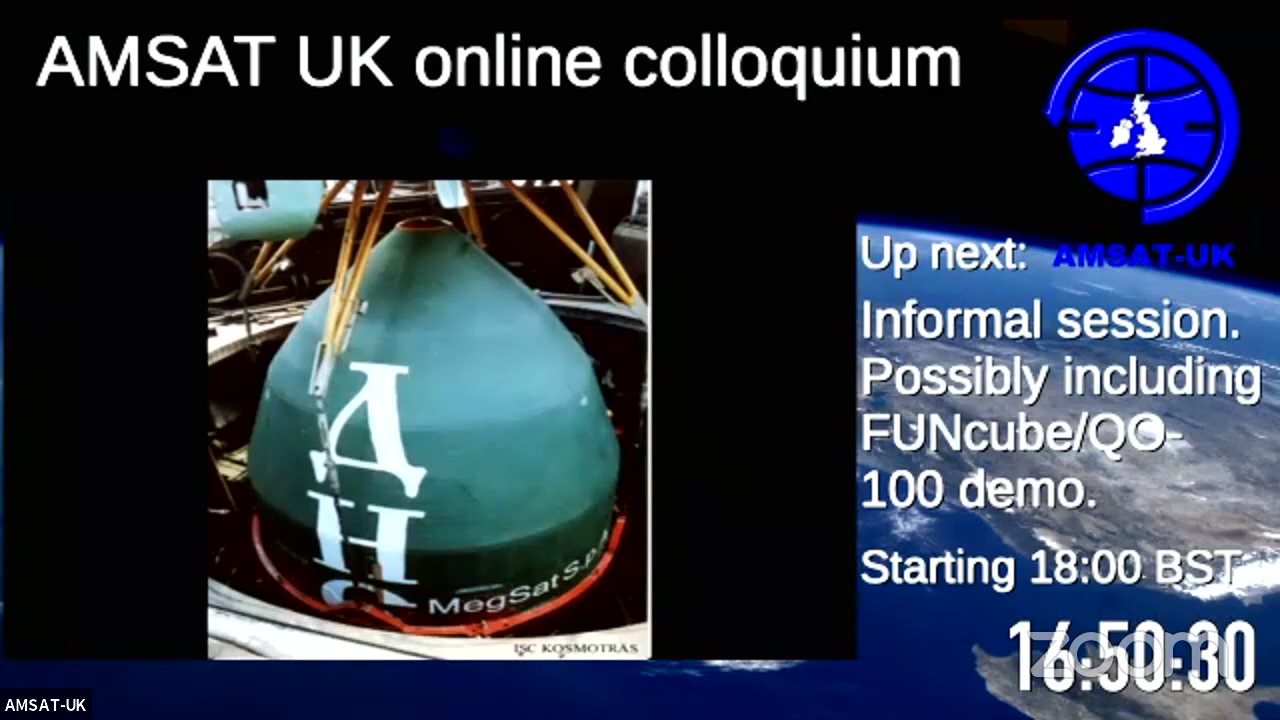 AMSAT UK online colloquium
AMSAT-UK
Up next:
Informal session.
Possibly including
FUNcube/QO-
100 demo.
Starting 18:00 BST
16:50:30
zoom
Д
Н
MegSat S.p.a
ISC KOSMOTRAS
AMSAT-UK